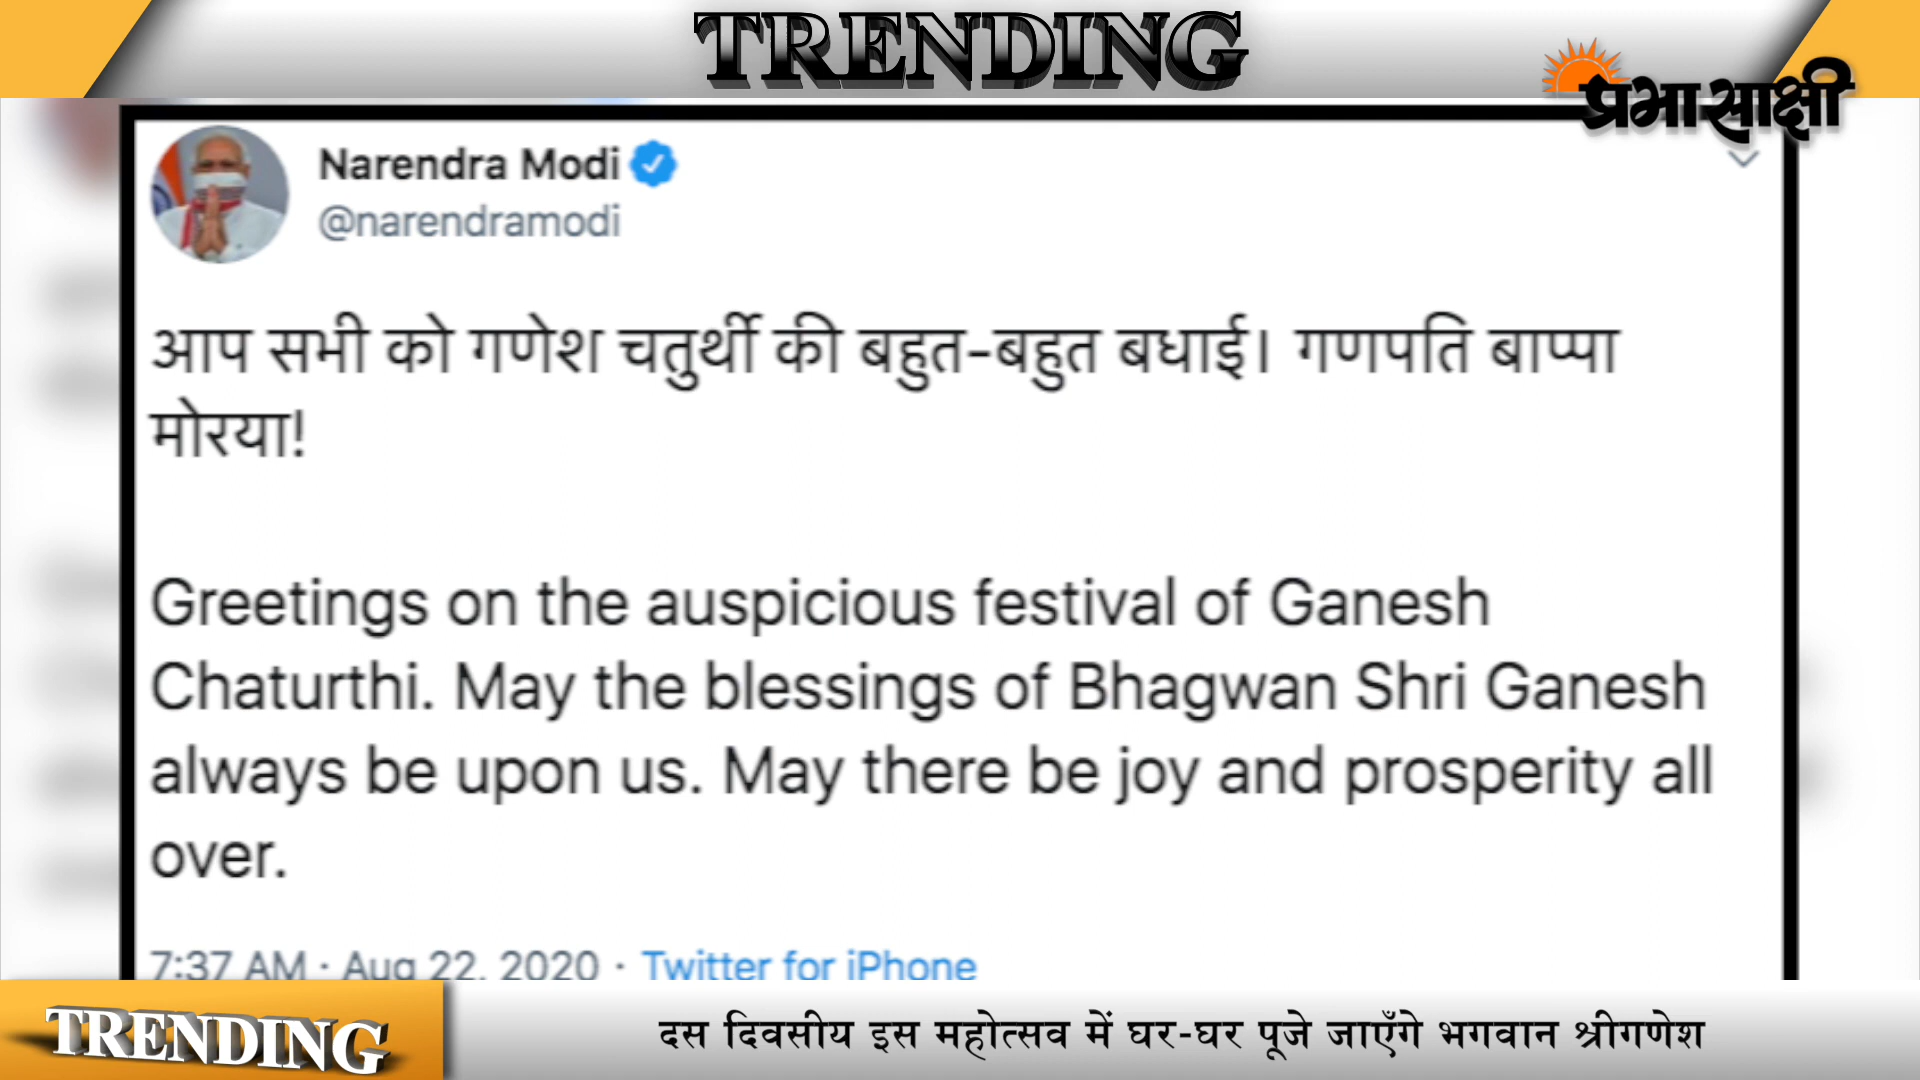 TRENDING
प्रभासाक्षी
Narendra Modi
@narendramodi
आप सभी को गणेश चतुर्थी की बहुत-बहुत बधाई। गणपति बाप्पा
मोरया!
Greetings on the auspicious festival of Ganesh
Chaturthi. May the blessings of Bhagwan Shri Ganesh
always be upon us. May there be joy and prosperity all
over.
7:37 AM · Aug 22, 2020 · Twitter for iPhone
TRENDING
दस दिवसीय इस महोत्सव में घर-घर पूजे जाएँगे भगवान श्रीगणेश